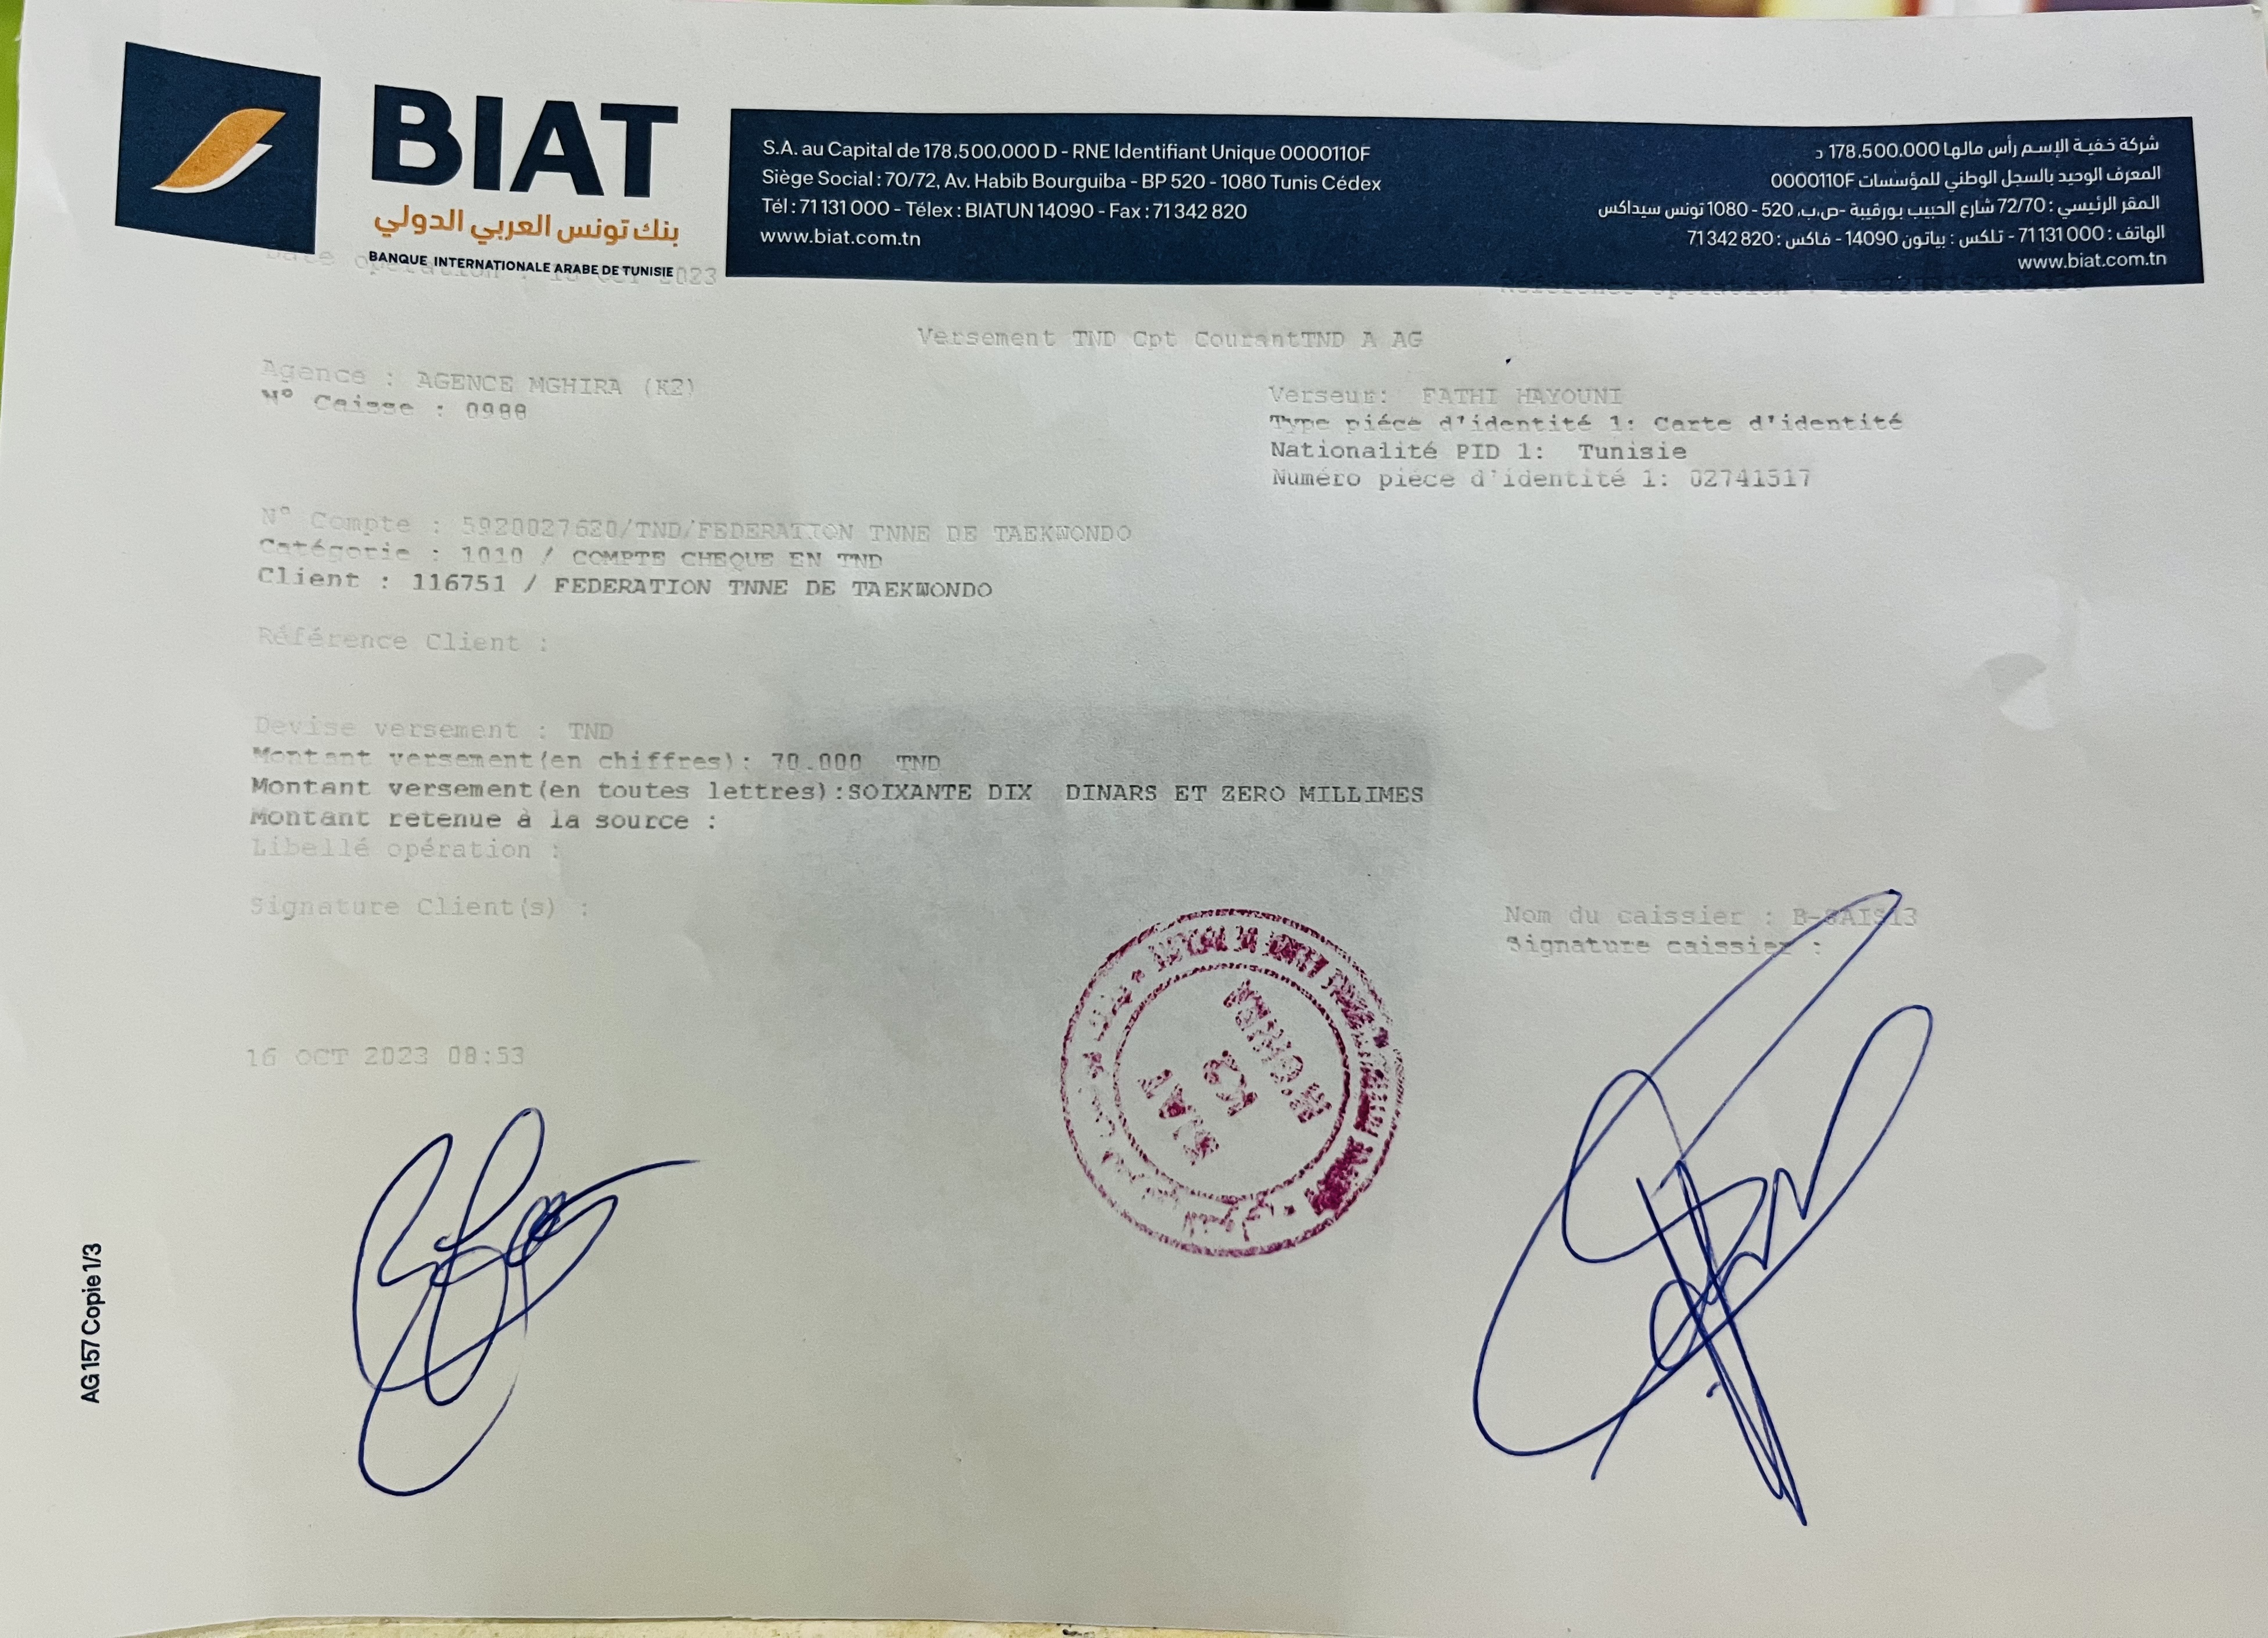 BIAT
بنك تونس العربي الدولي
BANQUE INTERNATIONALE ARABE DE TUNISIE
S.A. au Capital de 178.500.000 D - RNE Identifiant Unique 0000110F
Siège Social : 70/72, Av. Habib Bourguiba - BP 520 - 1080 Tunis Cédex
Tél : 71 131 000 - Télex : BIATUN 14090 - Fax : 71 342 820
www.biat.com.tn
شركة خفية الإسم رأس مالها 178.500.000 د
المعرف الوحيد بالسجل الوطني للمؤسسات 0000110F
المقر الرئيسي : 72/70 شارع الحبيب بورقيبة -ص.ب. 520 - 1080 تونس سيداكس
الهاتف : 71 131 000 - تلكس : بياتون 14090 - فاكس : 71 342 820
www.biat.com.tn
Date opération : 2023
Référence opération :
Versement TND Cpt CourantTND A AG
Agence : AGENCE MGHIRA (K2)
N° Caisse : 0988
Verseur: FATHI HAYOUNI
Type piéce d'identité 1: Carte d'identité
Nationalité PID 1: Tunisie
Numéro piéce d'identité 1: 02741517
N° Compte : 5920027620/TND/FEDERATION TNNE DE TAEKWONDO
Catégorie : 1010 / COMPTE CHEQUE EN TND
Client : 116751 / FEDERATION TNNE DE TAEKWONDO
Référence Client :
Devise versement : TND
Montant versement(en chiffres): 70.000 TND
Montant versement(en toutes lettres):SOIXANTE DIX DINARS ET ZERO MILLIMES
Montant retenue à la source :
Libellé opération :
Signature Client(s) :
Nom du caissier : B-SAIS13
Signature caissier :
16 OCT 2023 08:53
BIAT
K2
M'GHIRA
AG 157 Copie 1/3